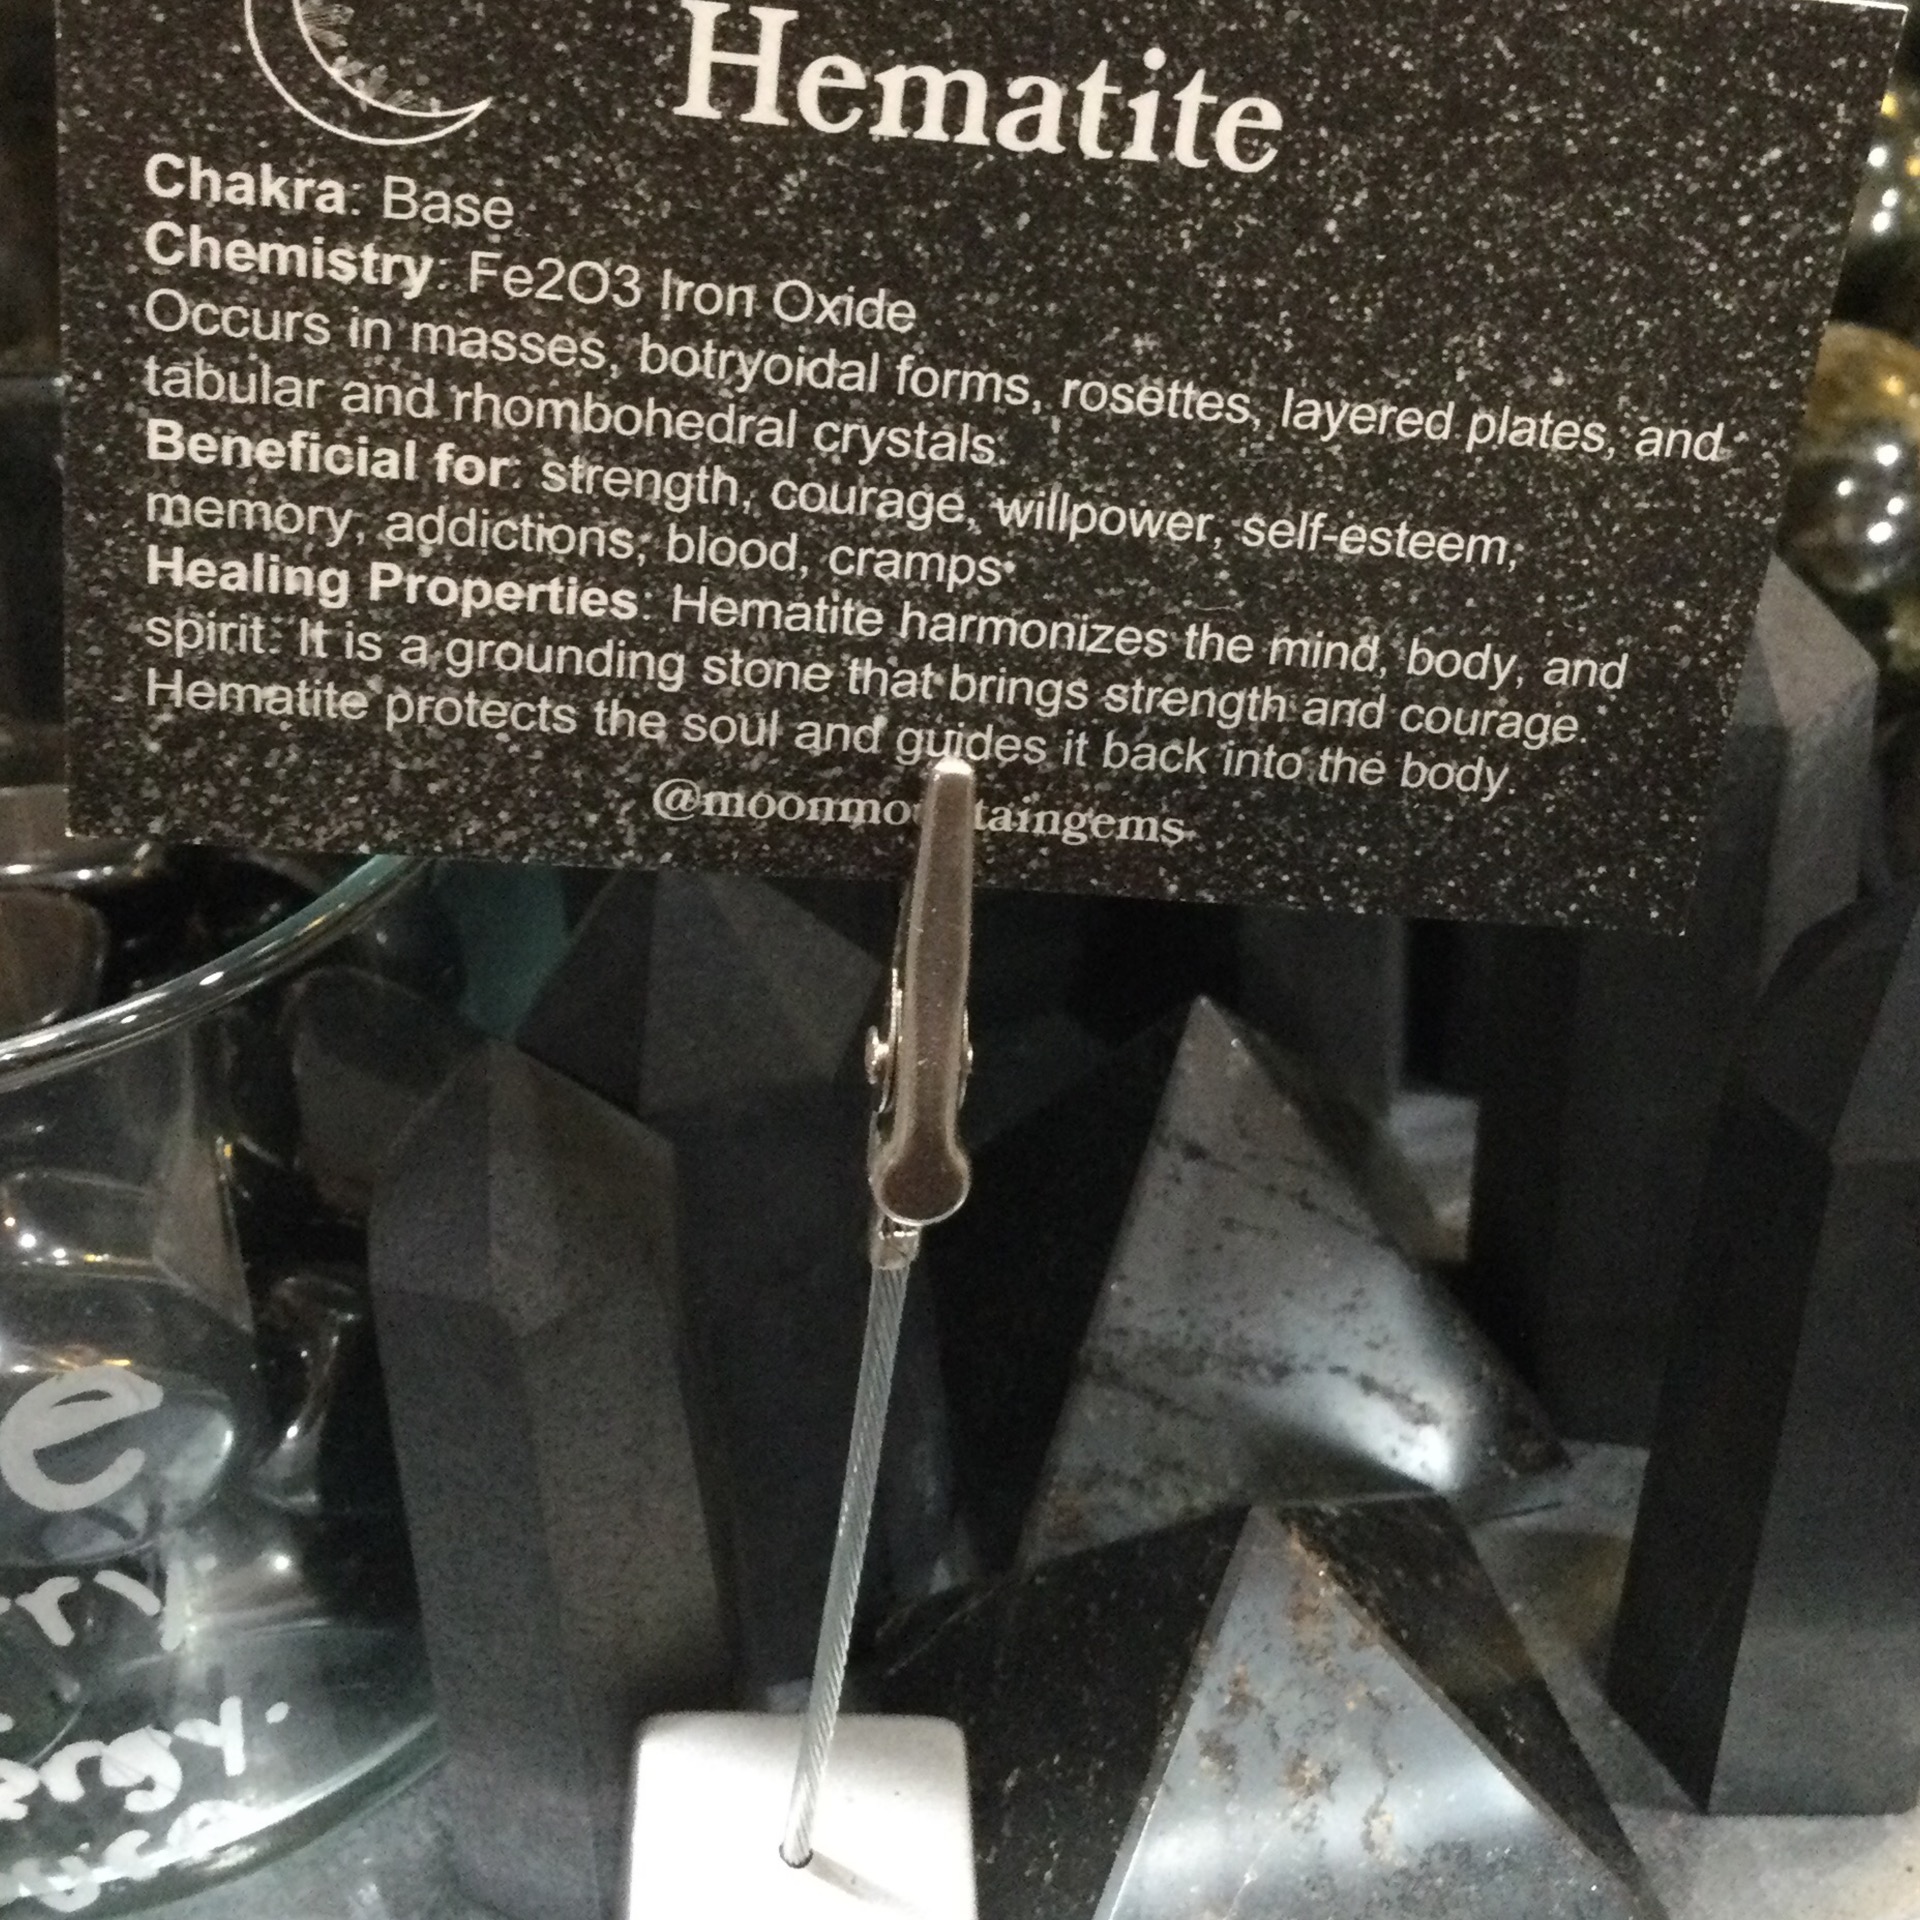 Hematite
Chakra: Base
Chemistry: Fe2O3 Iron Oxide
Occurs in masses, botryoidal forms, rosettes, layered plates, and
tabular and rhombohedral crystals.
Beneficial for: strength, courage, willpower, self-esteem,
memory, addictions, blood, cramps
Healing Properties: Hematite harmonizes the mind, body, and
spirit. It is a grounding stone that brings strength and courage.
Hematite protects the soul and guides it back into the body.